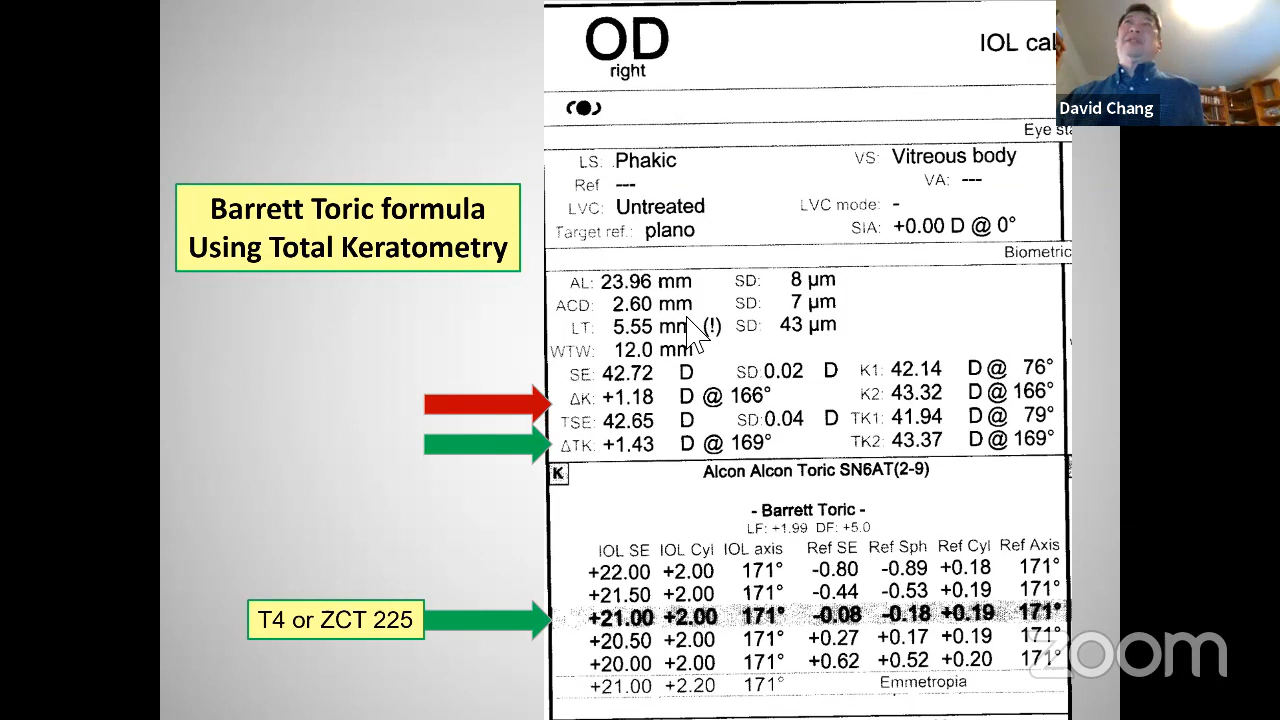 OD
right
IOL cal
David Chang
Eye sta
LS: Phakic VS: Vitreous body
Ref --- VA: ---
LVC: Untreated LVC mode: -
Target ref.: plano SIA: +0.00 D @ 0°
Biometric
Barrett Toric formula
Using Total Keratometry
AL: 23.96 mm SD: 8 µm
ACD: 2.60 mm SD: 7 µm
LT: 5.55 mm (!) SD: 43 µm
WTW: 12.0 mm
SE: 42.72 D SD: 0.02 D K1: 42.14 D @ 76°
ΔK: +1.18 D @ 166° K2: 43.32 D @ 166°
TSE: 42.65 D SD: 0.04 D TK1: 41.94 D @ 79°
ΔTK: +1.43 D @ 169° TK2: 43.37 D @ 169°
K Alcon Alcon Toric SN6AT(2-9)
- Barrett Toric -
LF: +1.99 DF: +5.0
IOL SE IOL Cyl IOL axis Ref SE Ref Sph Ref Cyl Ref Axis
+22.00 +2.00 171° -0.80 -0.89 +0.18 171°
+21.50 +2.00 171° -0.44 -0.53 +0.19 171°
+21.00 +2.00 171° -0.08 -0.18 +0.19 171°
T4 or ZCT 225
+20.50 +2.00 171° +0.27 +0.17 +0.19 171°
+20.00 +2.00 171° +0.62 +0.52 +0.20 171°
+21.00 +2.20 171° Emmetropia
zoom